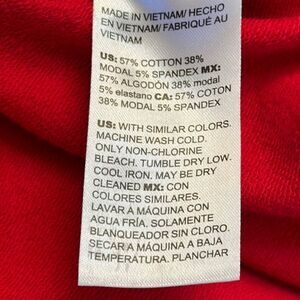 MADE IN VIETNAM/ HECHO
EN VIETNAM/ FABRIQUÉ AU
VIETNAM
US: 57% COTTON 38%
MODAL 5% SPANDEX MX:
57% ALGODÓN 38% modal
5% elastano CA: 57% COTON
38% MODAL 5% SPANDEX
US: WITH SIMILAR COLORS.
MACHINE WASH COLD.
ONLY NON-CHLORINE
BLEACH. TUMBLE DRY LOW.
COOL IRON. MAY BE DRY
CLEANED MX: CON
COLORES SIMILARES.
LAVAR A MÁQUINA CON
AGUA FRÍA. SOLAMENTE
BLANQUEADOR SIN CLORO.
SECAR A MÁQUINA A BAJA
TEMPERATURA. PLANCHAR